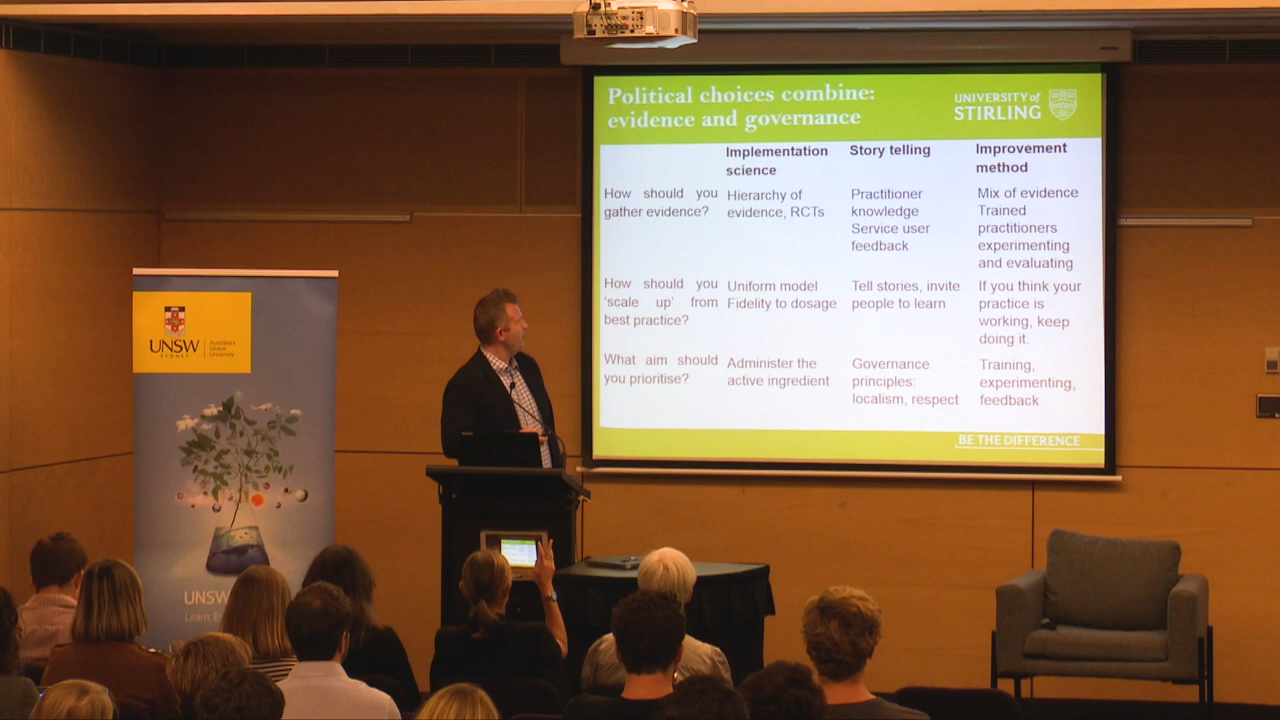 Political choices combine:
evidence and governance
UNIVERSITY of
STIRLING
Implementation
science
Story telling
Improvement
method
How should you
gather evidence?
Hierarchy of
evidence, RCTs
Practitioner
knowledge
Service user
feedback
Mix of evidence
Trained
practitioners
experimenting
and evaluating
How should you
'scale up' from
best practice?
Uniform model
Fidelity to dosage
Tell stories, invite
people to learn
If you think your
practice is
working, keep
doing it.
What aim should
you prioritise?
Administer the
active ingredient
Governance
principles:
localism, respect
Training,
experimenting,
feedback
BE THE DIFFERENCE
UNSW
SYDNEY
Australia's
Global
University
UNSW
Learn,